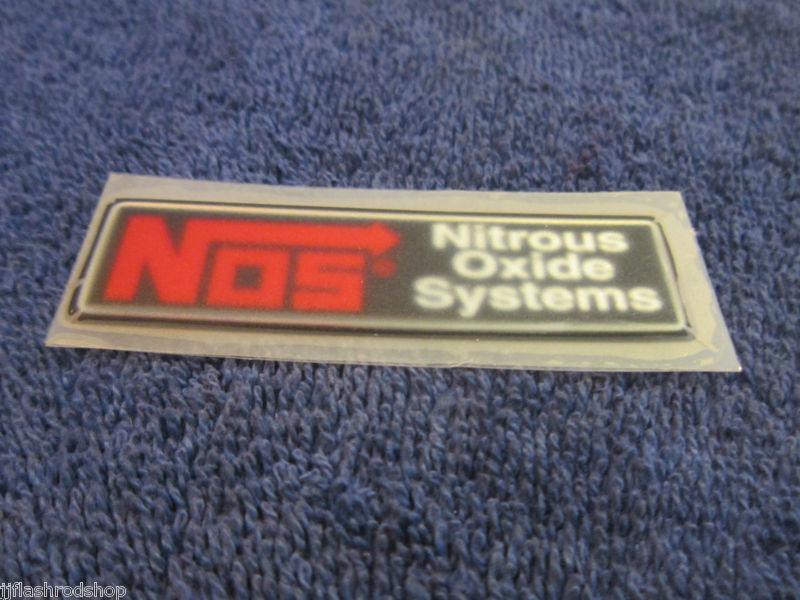 NOS®
Nitrous
Oxide
Systems
jjflashrodshop